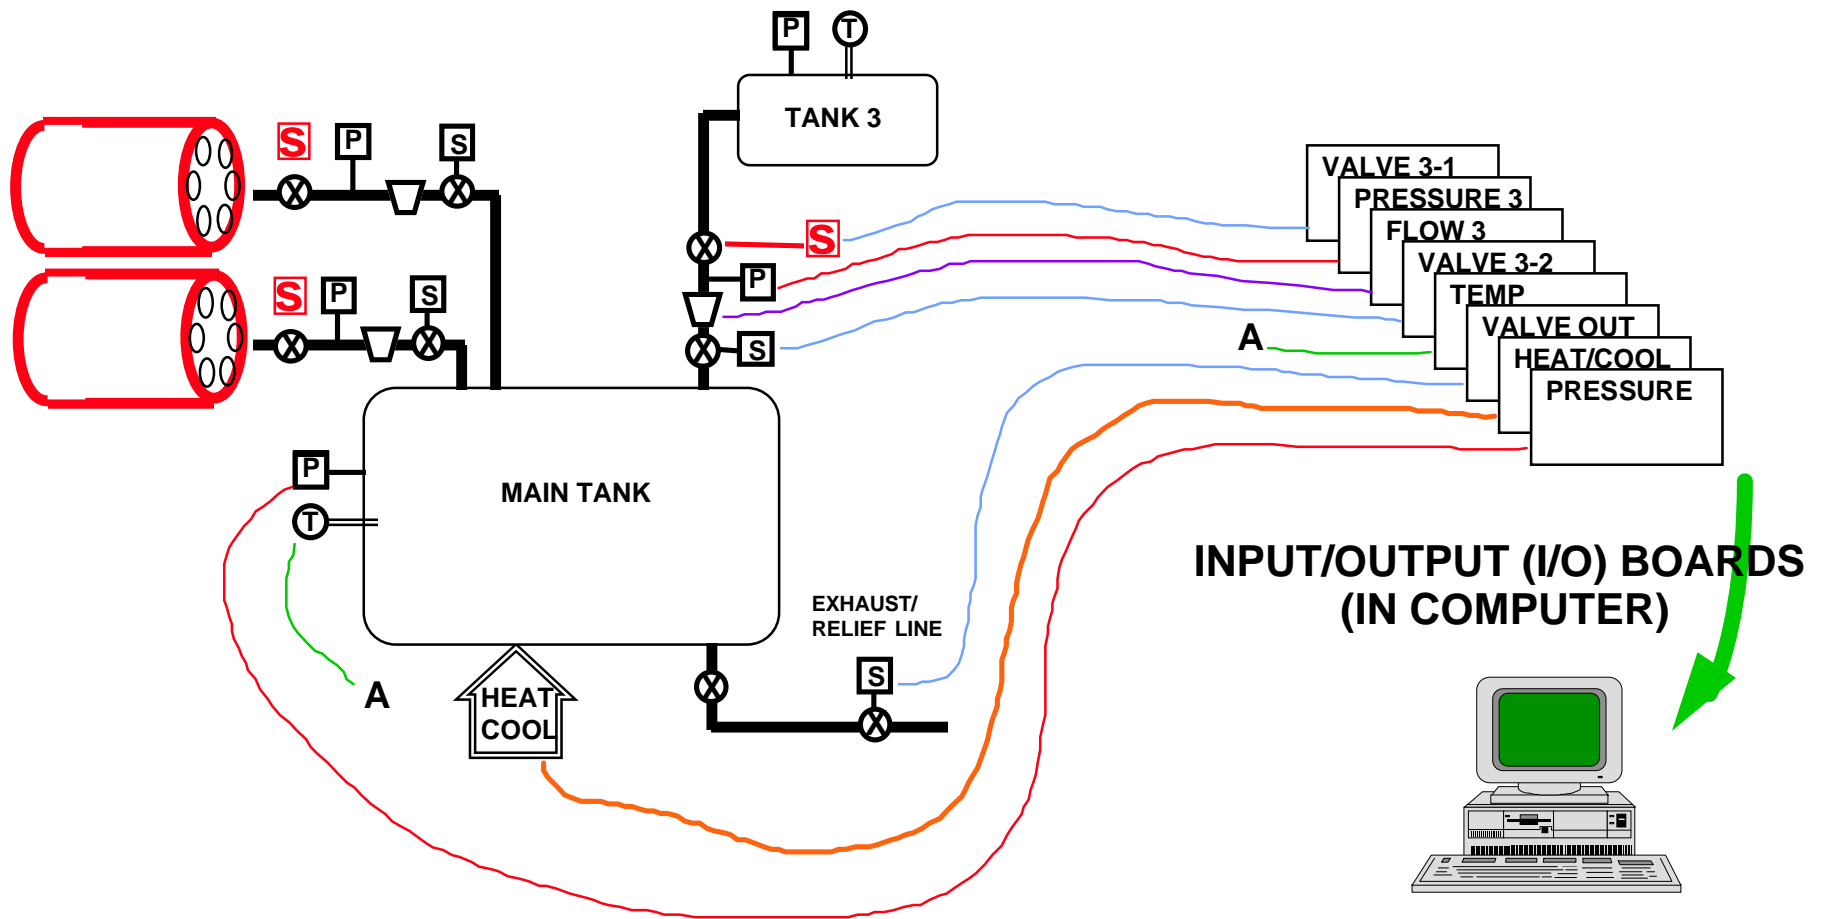 P
T
TANK 3
S
P
S
VALVE 3-1
PRESSURE 3
S
FLOW 3
VALVE 3-2
S
P
S
P
TEMP
VALVE OUT
A
S
HEAT/COOL
PRESSURE
P
MAIN TANK
T
INPUT/OUTPUT (I/O) BOARDS
(IN COMPUTER)
EXHAUST/
RELIEF LINE
S
A
HEAT
COOL